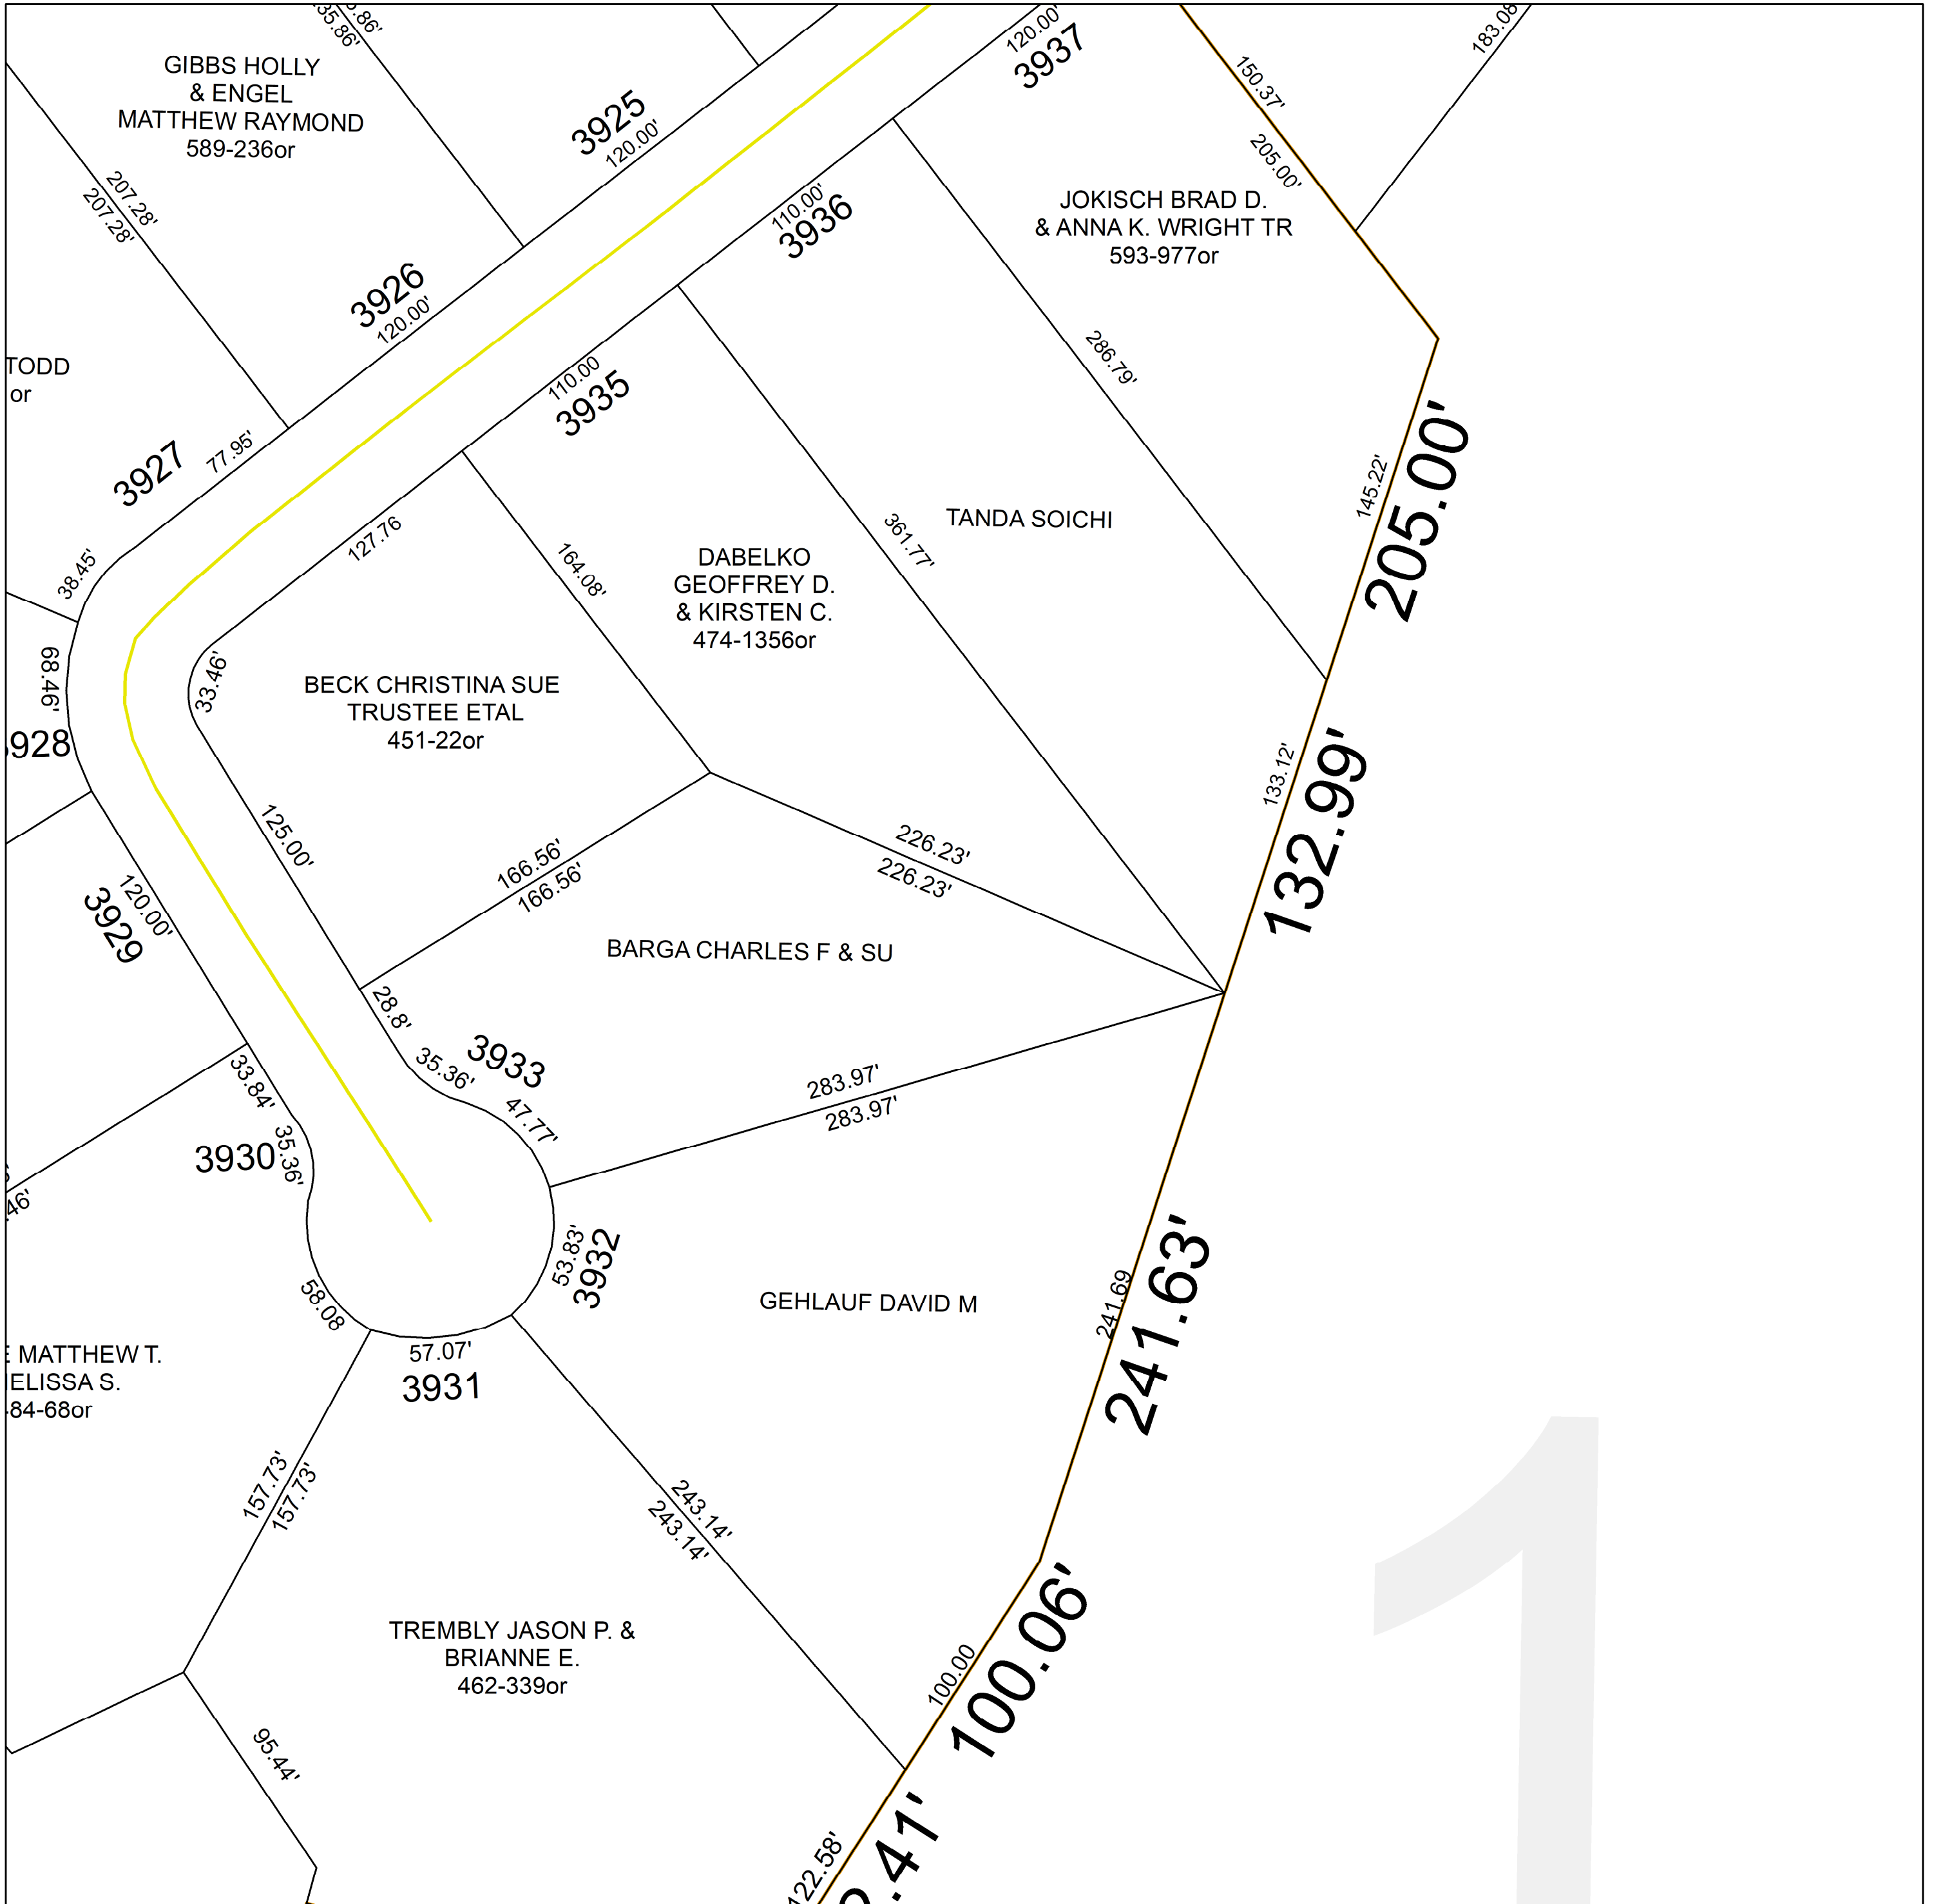 35.86'
GIBBS HOLLY
& ENGEL
MATTHEW RAYMOND
589-236or
3925
120.00'
120.00'
3937
150.37'
205.00'
183.08
207.28'
207.28'
110.00'
3936
JOKISCH BRAD D.
& ANNA K. WRIGHT TR
593-977or
3926
120.00'
TODD
or
110.00
3935
286.79'
3927
77.95'
145.22'
205.00'
127.76
164.08'
361.77'
TANDA SOICHI
38.45'
DABELKO
GEOFFREY D.
& KIRSTEN C.
474-1356or
68.46'
33.46'
BECK CHRISTINA SUE
TRUSTEE ETAL
451-22or
928
133.12'
132.99'
125.00'
166.56'
166.56'
226.23'
226.23'
120.00'
3929
BARGA CHARLES F & SU
28.8'
35.36'
3933
47.77'
283.97'
283.97'
33.84'
3930
35.36'
.46'
53.83'
3932
58.08
57.07'
3931
GEHLAUF DAVID M
241.69
241.63'
MATTHEW T.
ELISSA S.
84-68or
157.73'
157.73'
243.14'
243.14'
TREMBLY JASON P. &
BRIANNE E.
462-339or
100.00
100.06'
95.44'
122.58'
.41'
1